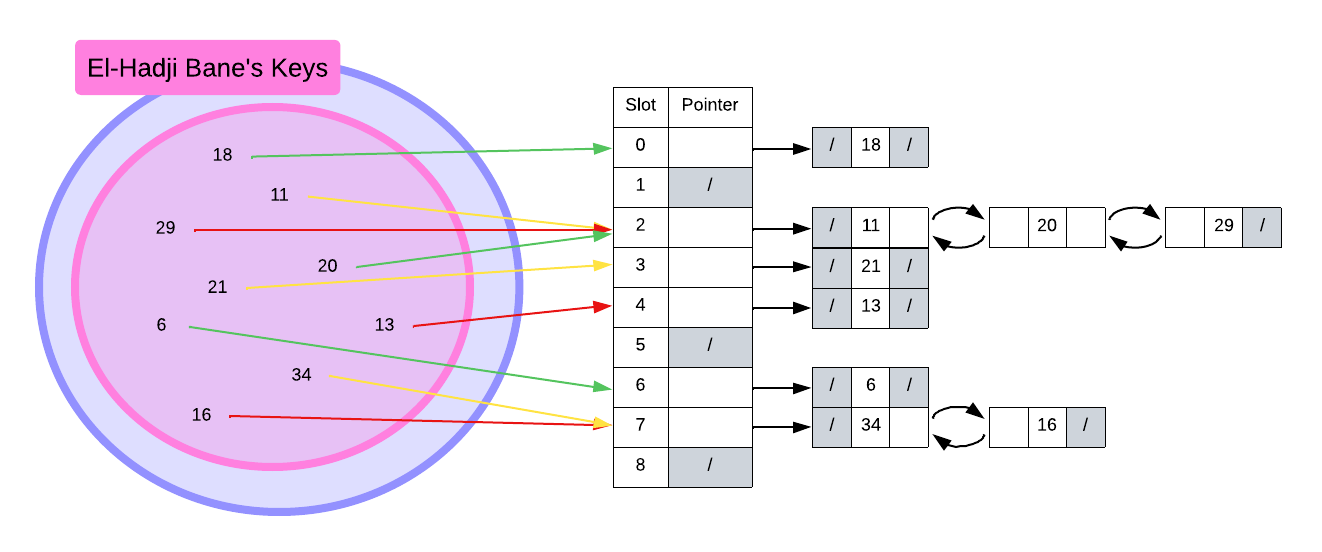 El-Hadji Bane's Keys
Slot Pointer
18 0 / 18 /
11 1 /
29 2 / 11 20 29 /
20
21 3 / 21 /
6 13 4 / 13 /
5 /
34 6 / 6 /
16 7 / 34 16 /
8 /